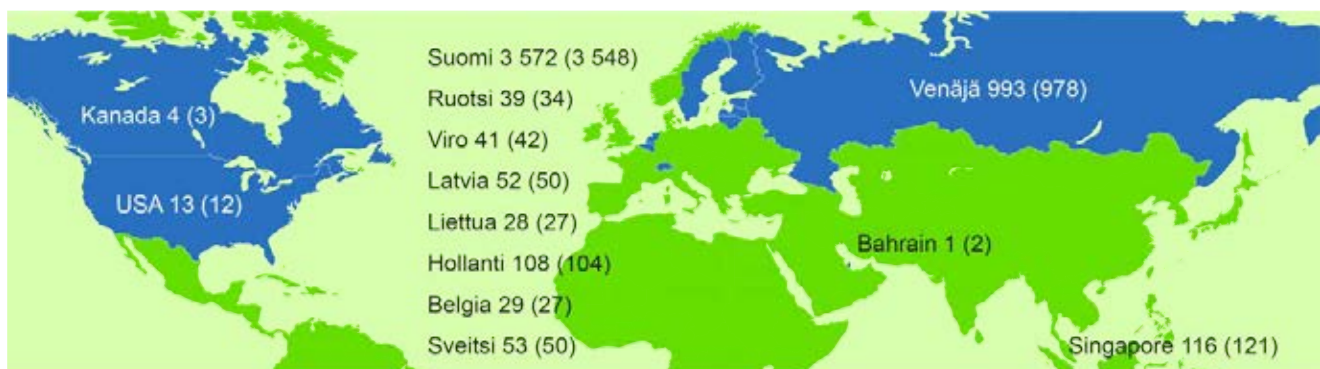 Suomi 3 572 (3 548)
Ruotsi 39 (34)
Viro 41 (42)
Latvia 52 (50)
Liettua 28 (27)
Hollanti 108 (104)
Belgia 29 (27)
Sveitsi 53 (50)
Kanada 4 (3)
USA 13 (12)
Venäjä 993 (978)
Bahrain 1 (2)
Singapore 116 (121)